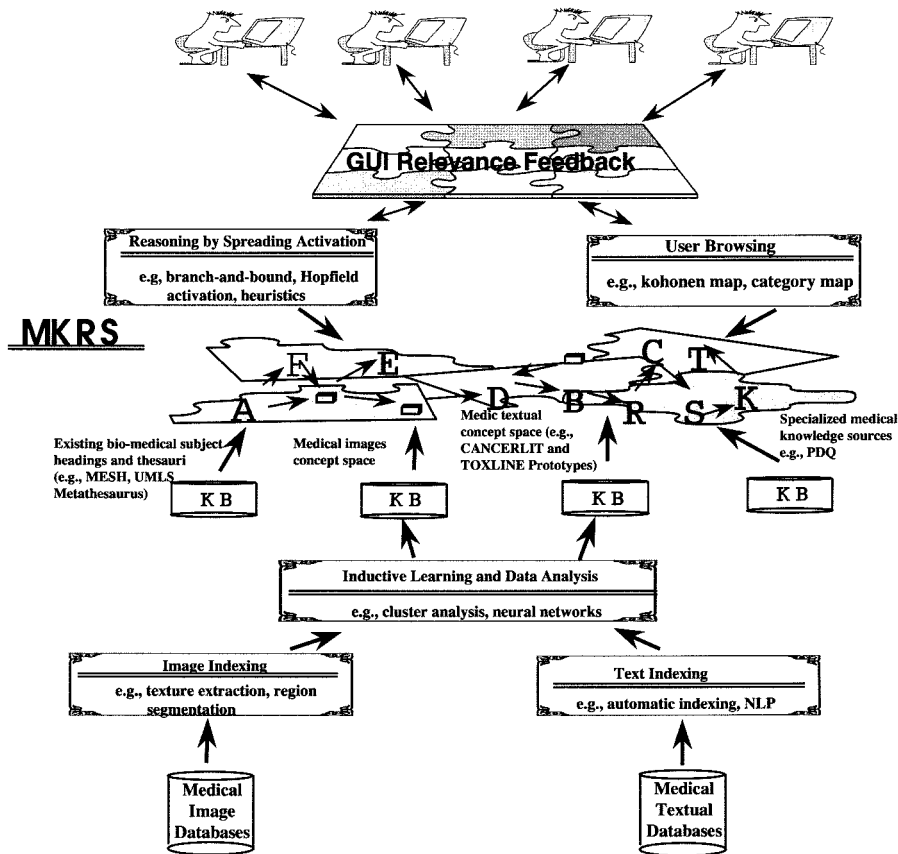 GUI Relevance Feedback
Reasoning by Spreading Activation
e.g, branch-and-bound, Hopfield
activation, heuristics
User Browsing
e.g., kohonen map, category map
MKRS
F
E
C
T
A
D
B
R
S
K
Existing bio-medical subject
headings and thesauri
(e.g., MESH, UMLS
Metathesaurus)
Medical images
concept space
Medic textual
concept space (e.g.,
CANCERLIT and
TOXLINE Prototypes)
Specialized medical
knowledge sources
e.g., PDQ
K B
K B
K B
K B
Inductive Learning and Data Analysis
e.g., cluster analysis, neural networks
Image Indexing
e.g., texture extraction, region
segmentation
Text Indexing
e.g., automatic indexing, NLP
Medical
Image
Databases
Medical
Textual
Databases